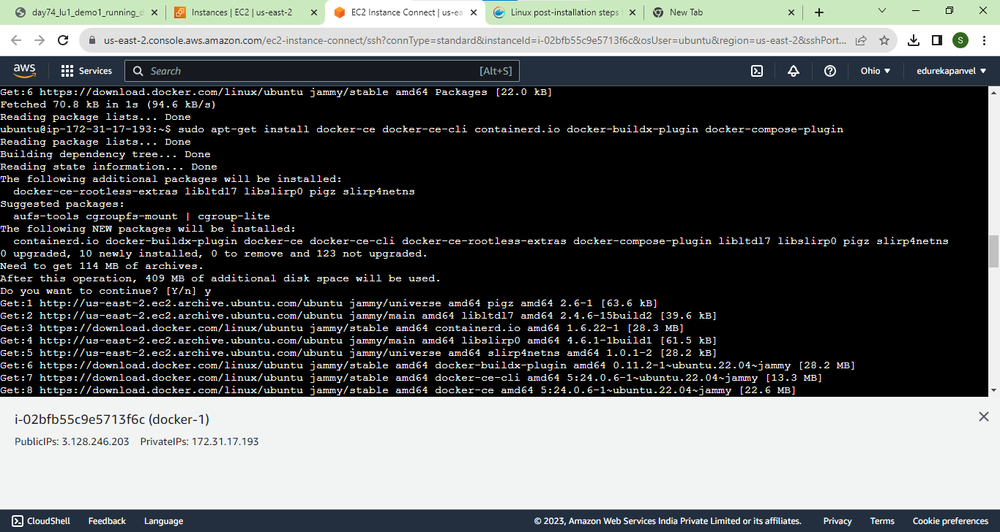 day74_lu1_demo1_running_d
Instances | EC2 | us-east-2
EC2 Instance Connect | us-ea
Linux post-installation steps
New Tab
us-east-2.console.aws.amazon.com/ec2-instance-connect/ssh?connType=standard&instanceId=i-02bfb55c9e5713f6c&osUser=ubuntu&region=us-east-2&sshPort...
S
aws
Services
Search
[Alt+S]
Ohio
edurekapanvel
Get:6 https://download.docker.com/linux/ubuntu jammy/stable amd64 Packages [22.0 kB]
Fetched 70.8 kB in 1s (94.6 kB/s)
Reading package lists... Done
ubuntu@ip-172-31-17-193:~$ sudo apt-get install docker-ce docker-ce-cli containerd.io docker-buildx-plugin docker-compose-plugin
Reading package lists... Done
Building dependency tree... Done
Reading state information... Done
The following additional packages will be installed:
  docker-ce-rootless-extras libltdl7 libslirp0 pigz slirp4netns
Suggested packages:
  aufs-tools cgroupfs-mount | cgroup-lite
The following NEW packages will be installed:
  containerd.io docker-buildx-plugin docker-ce docker-ce-cli docker-ce-rootless-extras docker-compose-plugin libltdl7 libslirp0 pigz slirp4netns
0 upgraded, 10 newly installed, 0 to remove and 123 not upgraded.
Need to get 114 MB of archives.
After this operation, 409 MB of additional disk space will be used.
Do you want to continue? [Y/n] y
Get:1 http://us-east-2.ec2.archive.ubuntu.com/ubuntu jammy/universe amd64 pigz amd64 2.6-1 [63.6 kB]
Get:2 http://us-east-2.ec2.archive.ubuntu.com/ubuntu jammy/main amd64 libltdl7 amd64 2.4.6-15build2 [39.6 kB]
Get:3 https://download.docker.com/linux/ubuntu jammy/stable amd64 containerd.io amd64 1.6.22-1 [28.3 MB]
Get:4 http://us-east-2.ec2.archive.ubuntu.com/ubuntu jammy/main amd64 libslirp0 amd64 4.6.1-1build1 [61.5 kB]
Get:5 http://us-east-2.ec2.archive.ubuntu.com/ubuntu jammy/universe amd64 slirp4netns amd64 1.0.1-2 [28.2 kB]
Get:6 https://download.docker.com/linux/ubuntu jammy/stable amd64 docker-buildx-plugin amd64 0.11.2-1~ubuntu.22.04~jammy [28.2 MB]
Get:7 https://download.docker.com/linux/ubuntu jammy/stable amd64 docker-ce-cli amd64 5:24.0.6-1~ubuntu.22.04~jammy [13.3 MB]
Get:8 https://download.docker.com/linux/ubuntu jammy/stable amd64 docker-ce amd64 5:24.0.6-1~ubuntu.22.04~jammy [22.6 MB]
i-02bfb55c9e5713f6c (docker-1)
PublicIPs: 3.128.246.203 PrivateIPs: 172.31.17.193
CloudShell
Feedback
Language
© 2023, Amazon Web Services India Private Limited or its affiliates.
Privacy
Terms
Cookie preferences